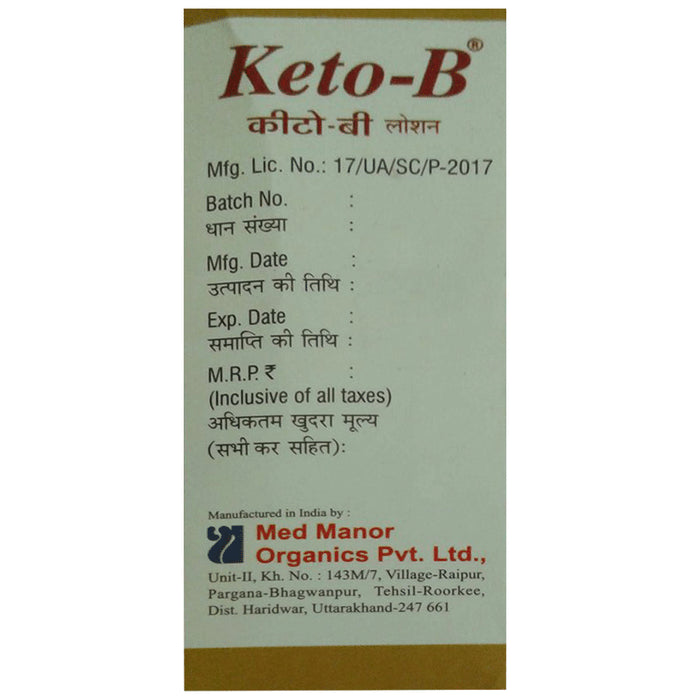 Keto-B®
कीटो-बी लोशन
Mfg. Lic. No.: 17/UA/SC/P-2017
Batch No. :
धान संख्या :
Mfg. Date :
उत्पादन की तिथि :
Exp. Date :
समाप्ति की तिथि :
M.R.P. ₹ :
(Inclusive of all taxes)
अधिकतम खुदरा मूल्य
(सभी कर सहित):
Manufactured in India by :
Med Manor
Organics Pvt. Ltd.,
Unit-II, Kh. No. : 143M/7, Village-Raipur,
Pargana-Bhagwanpur, Tehsil-Roorkee,
Dist. Haridwar, Uttarakhand-247 661